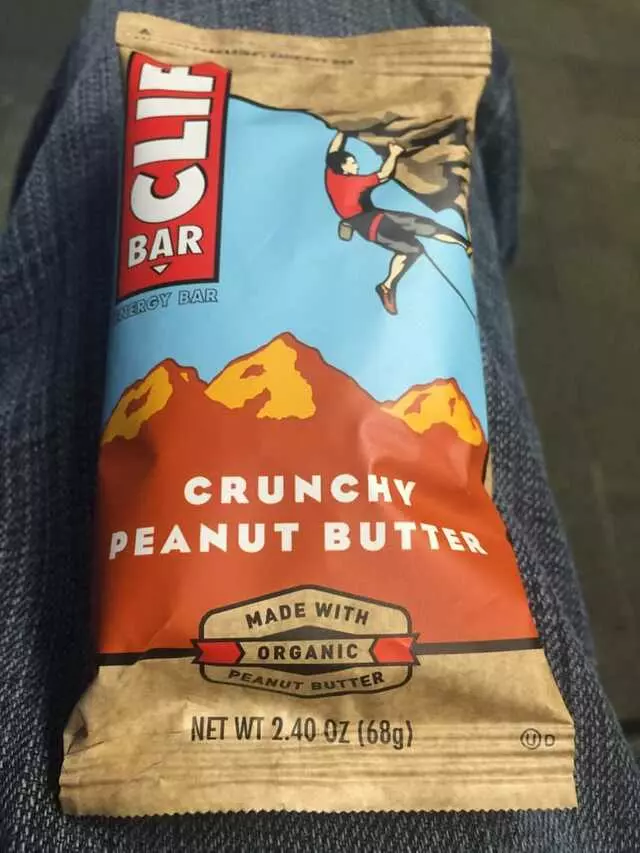 CLIF
BAR
ENERGY BAR
CRUNCHY
PEANUT BUTTER
MADE WITH
ORGANIC
PEANUT BUTTER
NET WT 2.40 OZ (68g)
U D